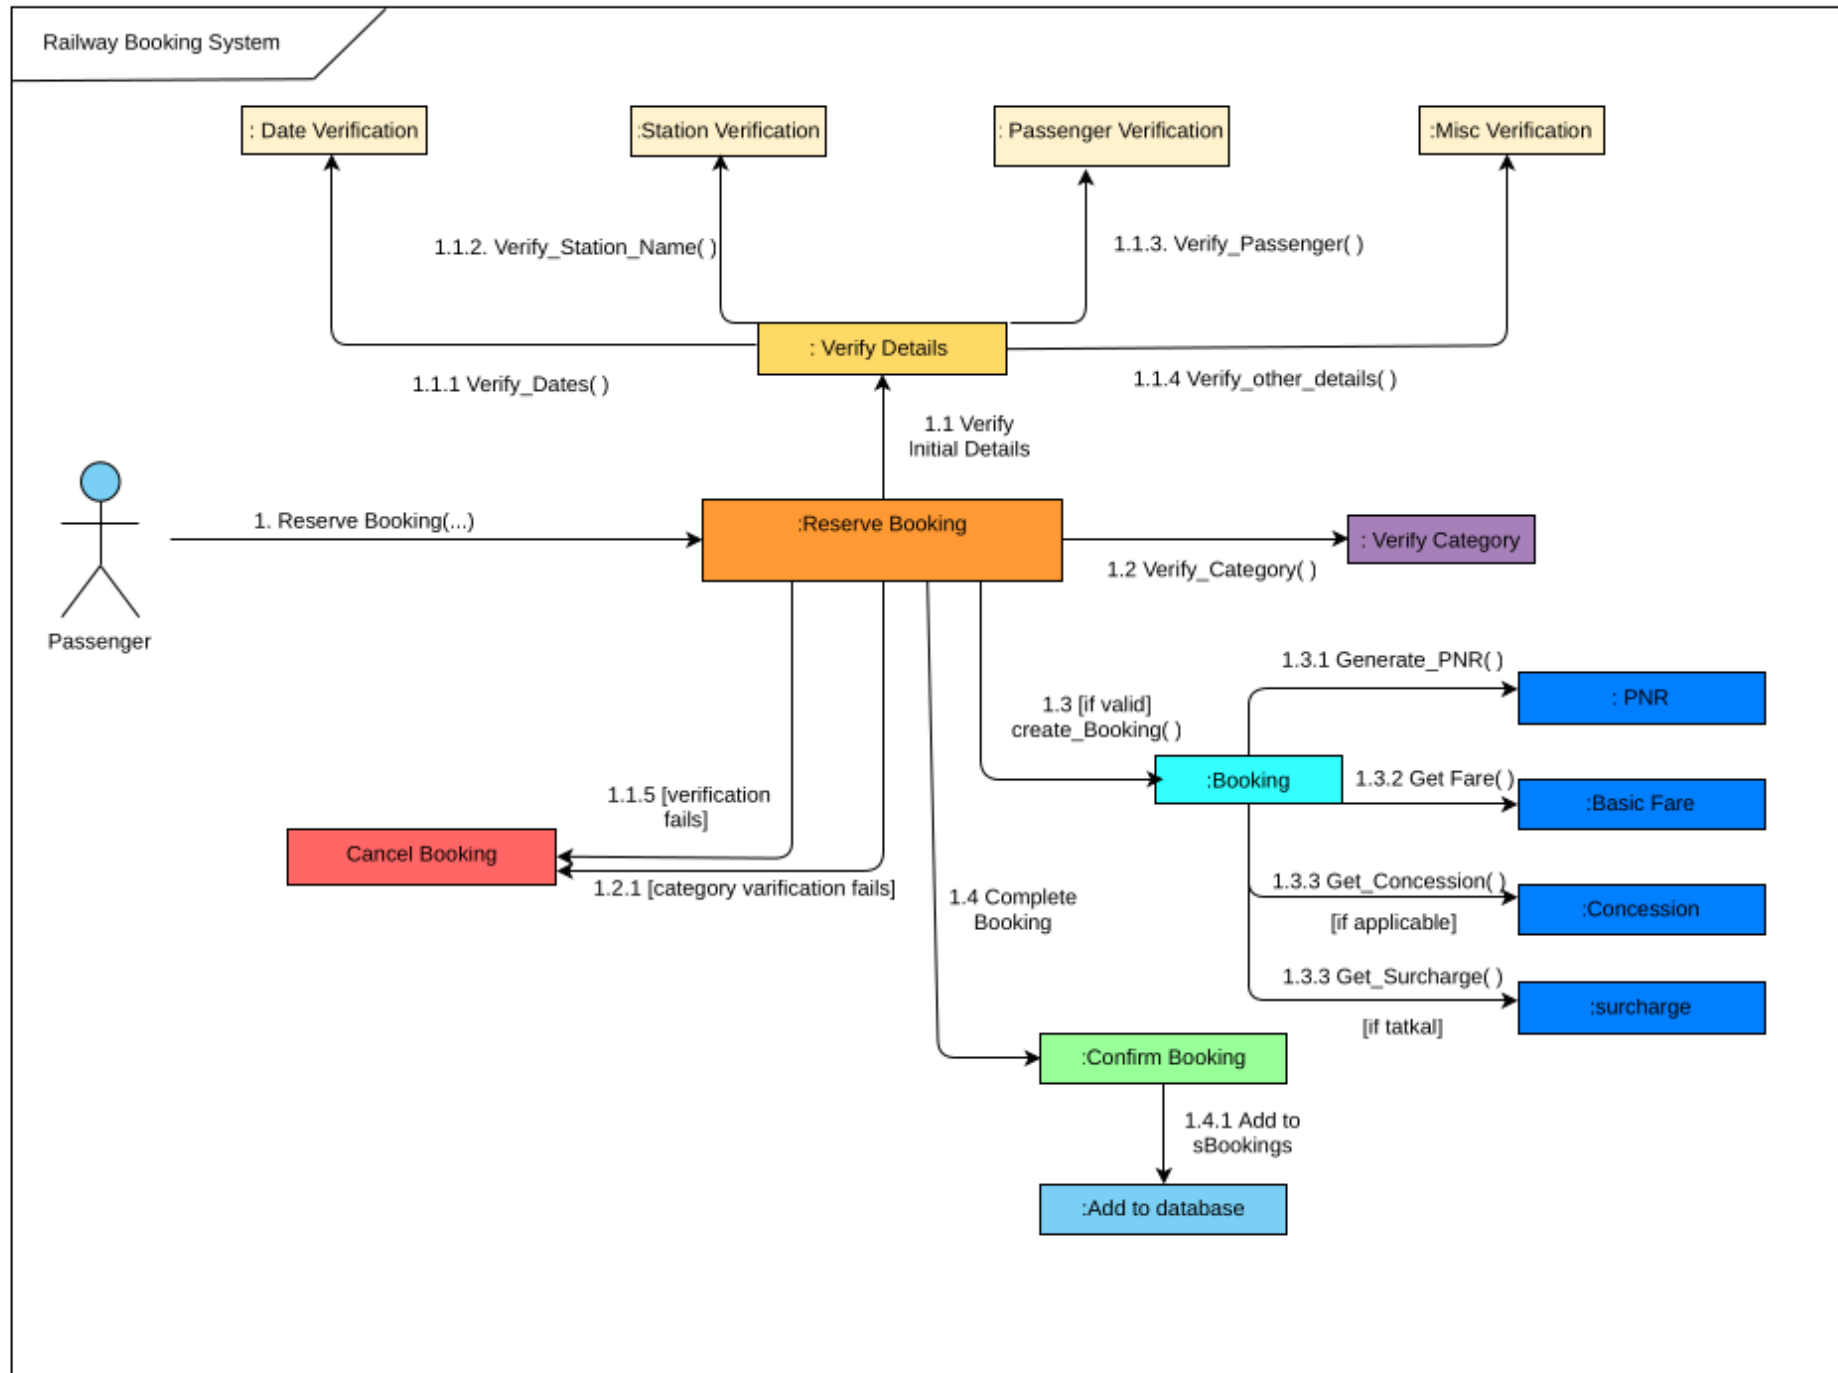 Railway Booking System
: Date Verification
:Station Verification
: Passenger Verification
:Misc Verification
1.1.2. Verify_Station_Name( )
1.1.3. Verify_Passenger( )
: Verify Details
1.1.1 Verify_Dates( )
1.1.4 Verify_other_details( )
1.1 Verify
Initial Details
1. Reserve Booking(...)
:Reserve Booking
: Verify Category
1.2 Verify_Category( )
Passenger
1.3.1 Generate_PNR( )
: PNR
1.3 [if valid]
create_Booking( )
:Booking
1.3.2 Get Fare( )
:Basic Fare
1.1.5 [verification
fails]
Cancel Booking
1.2.1 [category varification fails]
1.4 Complete
Booking
1.3.3 Get_Concession( )
[if applicable]
:Concession
1.3.3 Get_Surcharge( )
[if tatkal]
:surcharge
:Confirm Booking
1.4.1 Add to
sBookings
:Add to database